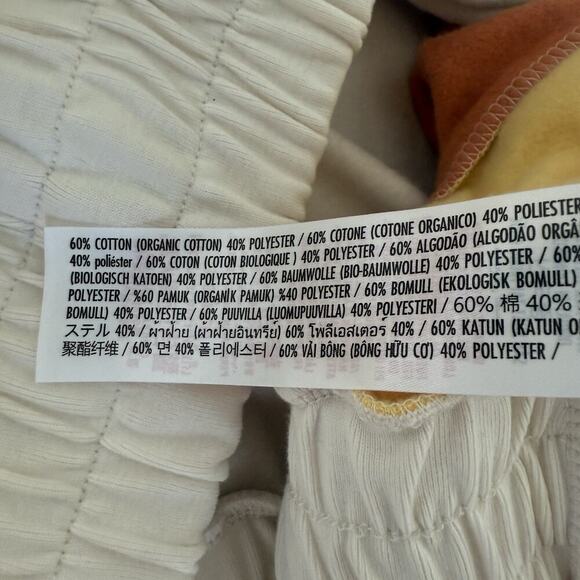 60% COTTON (ORGANIC COTTON) 40% POLYESTER / 60% COTONE (COTONE ORGANICO) 40% POLIESTER
40% poliéster / 60% COTON (COTON BIOLOGIQUE) 40% POLYESTER / 60% ALGODÃO (ALGODÃO ORGÂ
(BIOLOGISCH KATOEN) 40% POLYESTER / 60% BAUMWOLLE (BIO-BAUMWOLLE) 40% POLYESTER / 60%
POLYESTER / %60 PAMUK (ORGANİK PAMUK) %40 POLYESTER / 60% BOMULL (EKOLOGISK BOMULL)
BOMULL) 40% POLYESTER / 60% PUUVILLA (LUOMUPUUVILLA) 40% POLYESTERI / 60% 棉 40%
ステル 40% / ผ้าฝ้าย (ผ้าฝ้ายอินทรีย์) 60% โพลีเอสเตอร์ 40% / 60% KATUN (KATUN O
聚酯纤维 / 60% 면 40% 폴리에스터 / 60% VẢI BÔNG (BÔNG HỮU CƠ) 40% POLYESTER /